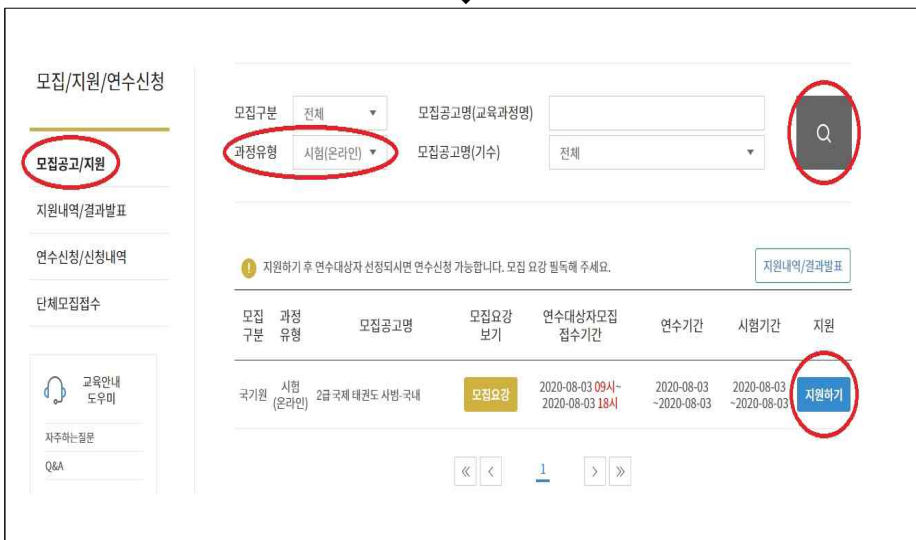 모집/지원/연수신청
모집공고/지원
지원내역/결과발표
연수신청/신청내역
단체모집접수
교육안내
도우미
자주하는질문
Q&A
모집구분 전체 모집공고명(교육과정명)
과정유형 시험(온라인) 모집공고명(기수) 전체
지원하기 후 연수대상자 선정되시면 연수신청 가능합니다. 모집 요강 필독해 주세요. 지원내역/결과발표
모집 과정 모집공고명 모집요강 연수대상자모집 연수기간 시험기간 지원
구분 유형 보기 접수기간
국기원 시험 2급 국제 태권도 사범-국내 모집요강 2020-08-03 09시~ 2020-08-03 2020-08-03 지원하기
(온라인) 2020-08-03 18시 ~2020-08-03 ~2020-08-03
« < 1 > »